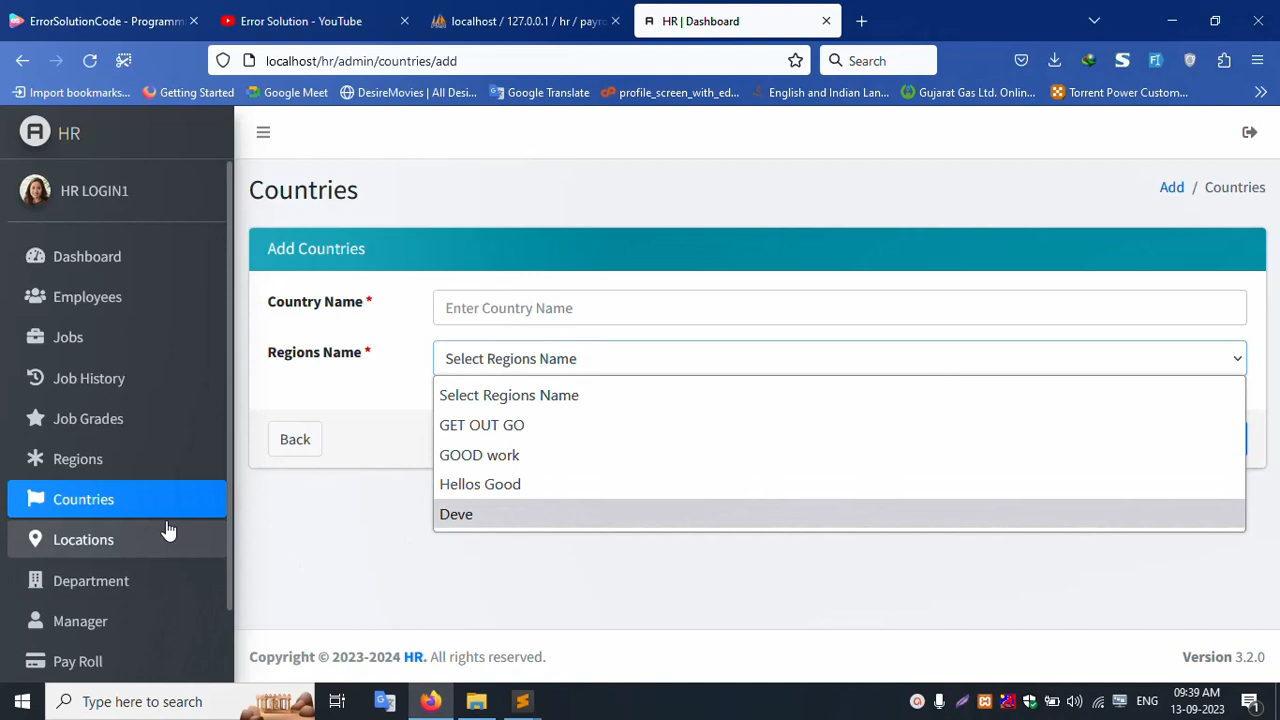 ErrorSolutionCode - Programm
Error Solution - YouTube
localhost / 127.0.0.1 / hr / payro
HR | Dashboard
localhost/hr/admin/countries/add
Search
Import bookmarks...
Getting Started
Google Meet
DesireMovies | All Desi...
Google Translate
profile_screen_with_ed...
English and Indian Lan...
Gujarat Gas Ltd. Onlin...
Torrent Power Custom...
HR
HR LOGIN1
Dashboard
Employees
Jobs
Job History
Job Grades
Regions
Countries
Locations
Department
Manager
Pay Roll
Countries
Add / Countries
Add Countries
Country Name *
Enter Country Name
Regions Name *
Select Regions Name
Select Regions Name
GET OUT GO
GOOD work
Hellos Good
Deve
Back
Copyright © 2023-2024 HR. All rights reserved.
Version 3.2.0
Type here to search
ENG
09:39 AM
13-09-2023